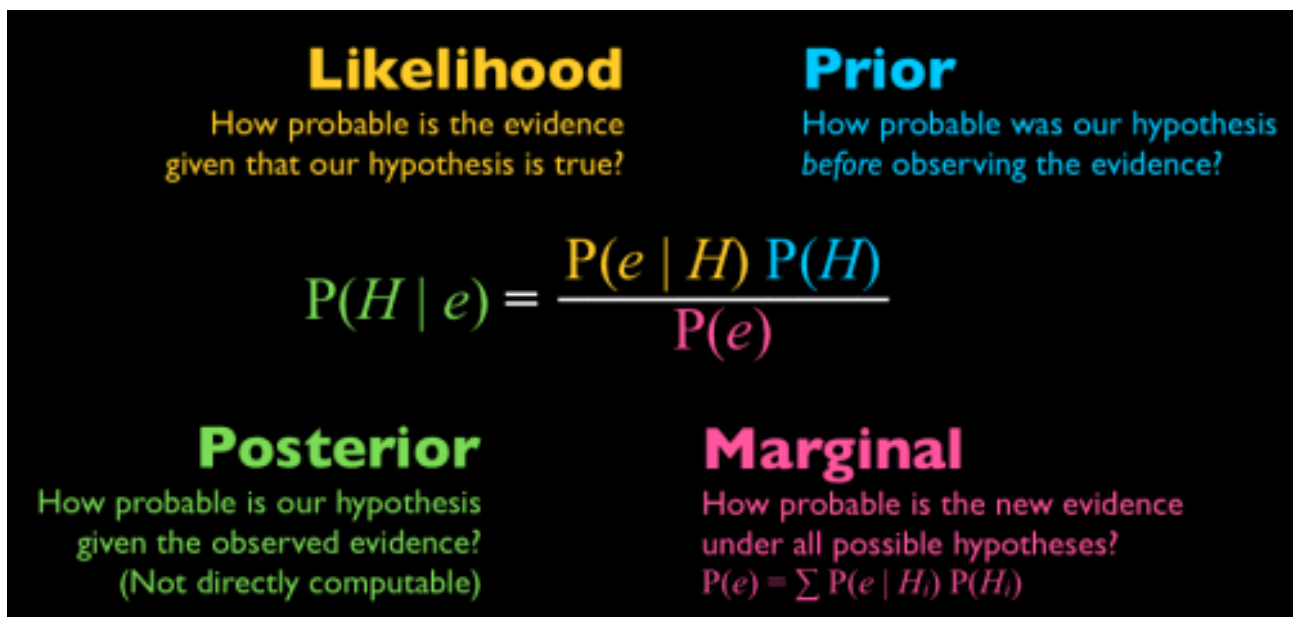 Likelihood
How probable is the evidence
given that our hypothesis is true?
Prior
How probable was our hypothesis
before observing the evidence?
P(H | e) = P(e | H) P(H)
P(e)
Posterior
How probable is our hypothesis
given the observed evidence?
(Not directly computable)
Marginal
How probable is the new evidence
under all possible hypotheses?
P(e) = ∑ P(e | Hᵢ) P(Hᵢ)